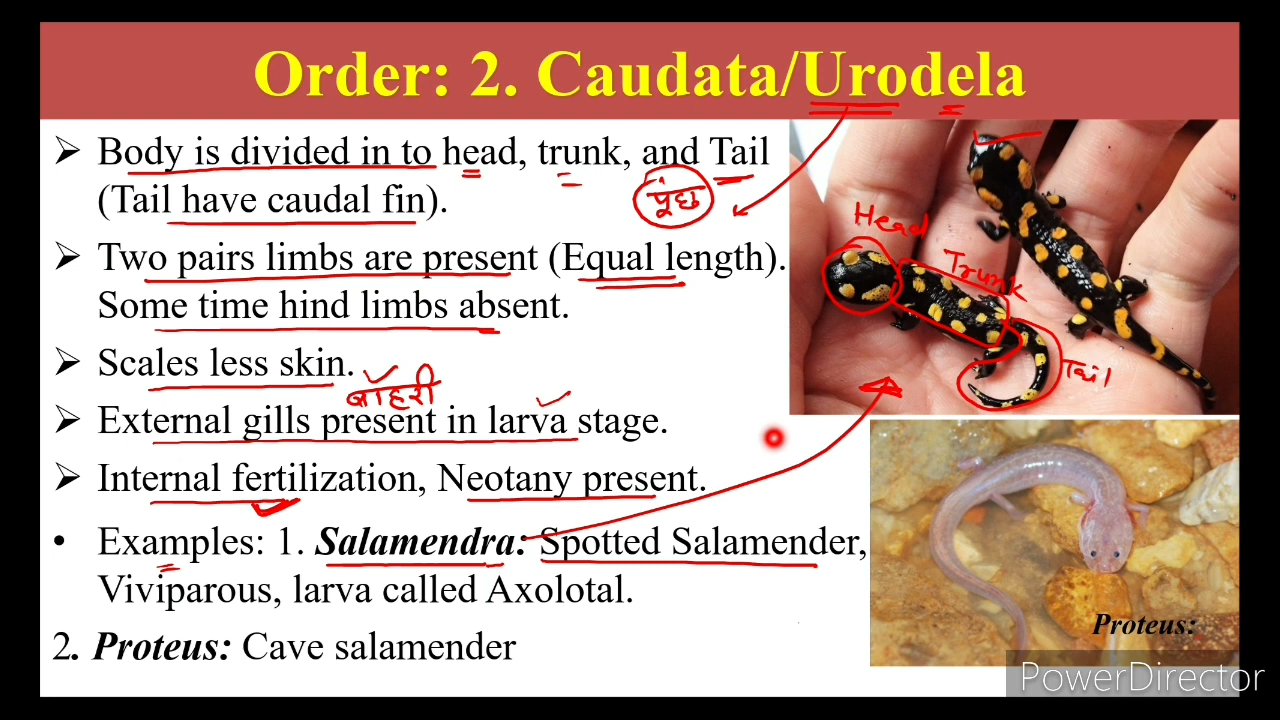 Order: 2. Caudata/Urodela
➢ Body is divided in to head, trunk, and Tail
(Tail have caudal fin).
पूंछ
➢ Two pairs limbs are present (Equal length).
Some time hind limbs absent.
➢ Scales less skin.
बाहरी
➢ External gills present in larva stage.
➢ Internal fertilization, Neotany present.
• Examples: 1. Salamendra: Spotted Salamender,
Viviparous, larva called Axolotal.
2. Proteus: Cave salamender
Head
Trunk
Tail
Proteus:
PowerDirector